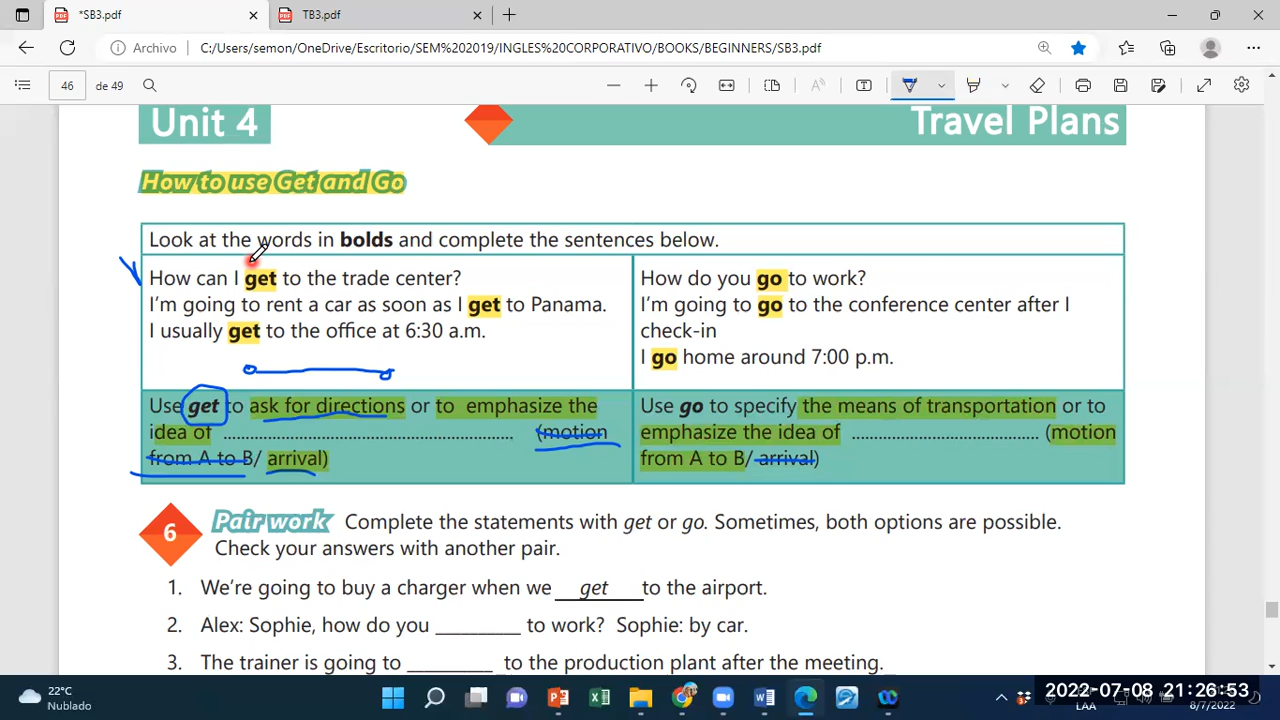 *SB3.pdf
TB3.pdf
Archivo C:/Users/semon/OneDrive/Escritorio/SEM%202019/INGLES%20CORPORATIVO/BOOKS/BEGINNERS/SB3.pdf
46 de 49
Unit 4 Travel Plans
How to use Get and Go
Look at the words in bolds and complete the sentences below.
How can I get to the trade center?
I'm going to rent a car as soon as I get to Panama.
I usually get to the office at 6:30 a.m.
How do you go to work?
I'm going to go to the conference center after I
check-in
I go home around 7:00 p.m.
Use get to ask for directions or to emphasize the
idea of ........................................................... (motion
from A to B/ arrival)
Use go to specify the means of transportation or to
emphasize the idea of ...................................... (motion
from A to B/ arrival)
6 Pair work Complete the statements with get or go. Sometimes, both options are possible.
Check your answers with another pair.
1. We're going to buy a charger when we __get__ to the airport.
2. Alex: Sophie, how do you ________ to work? Sophie: by car.
3. The trainer is going to ________ to the production plant after the meeting.
22°C
Nublado
LAA
2022-07-08 21:26:53
8/7/2022